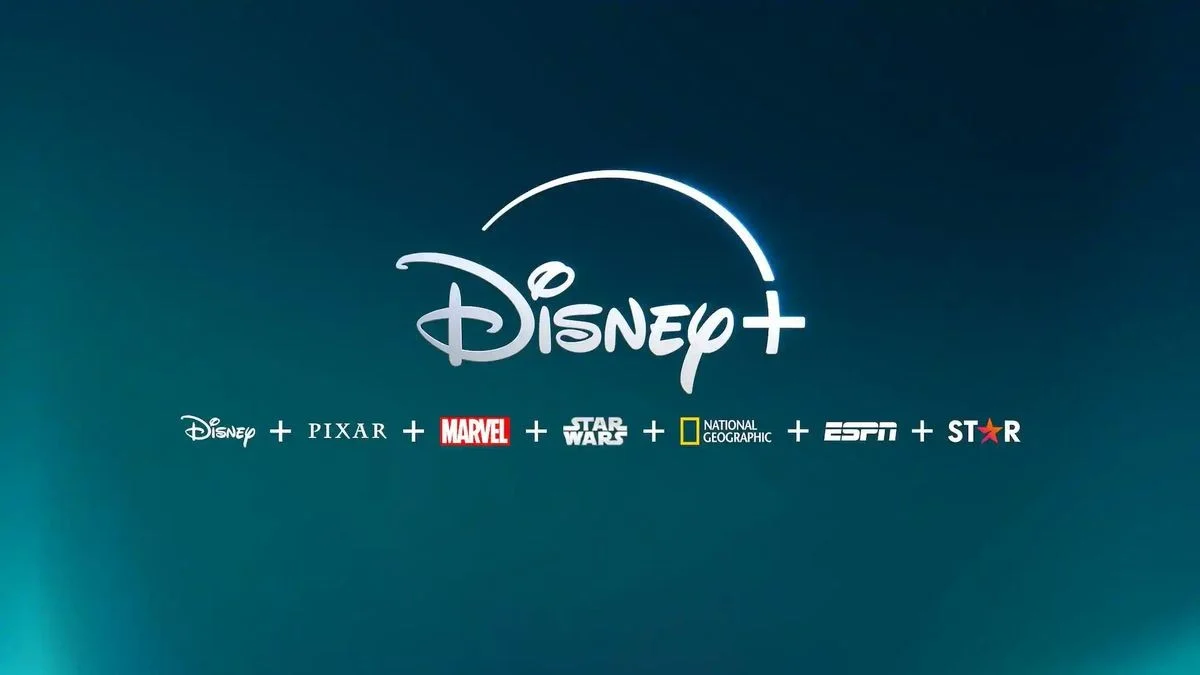 Disney+
Disney + PIXAR + MARVEL + STAR WARS + NATIONAL GEOGRAPHIC + ESPN + STAR